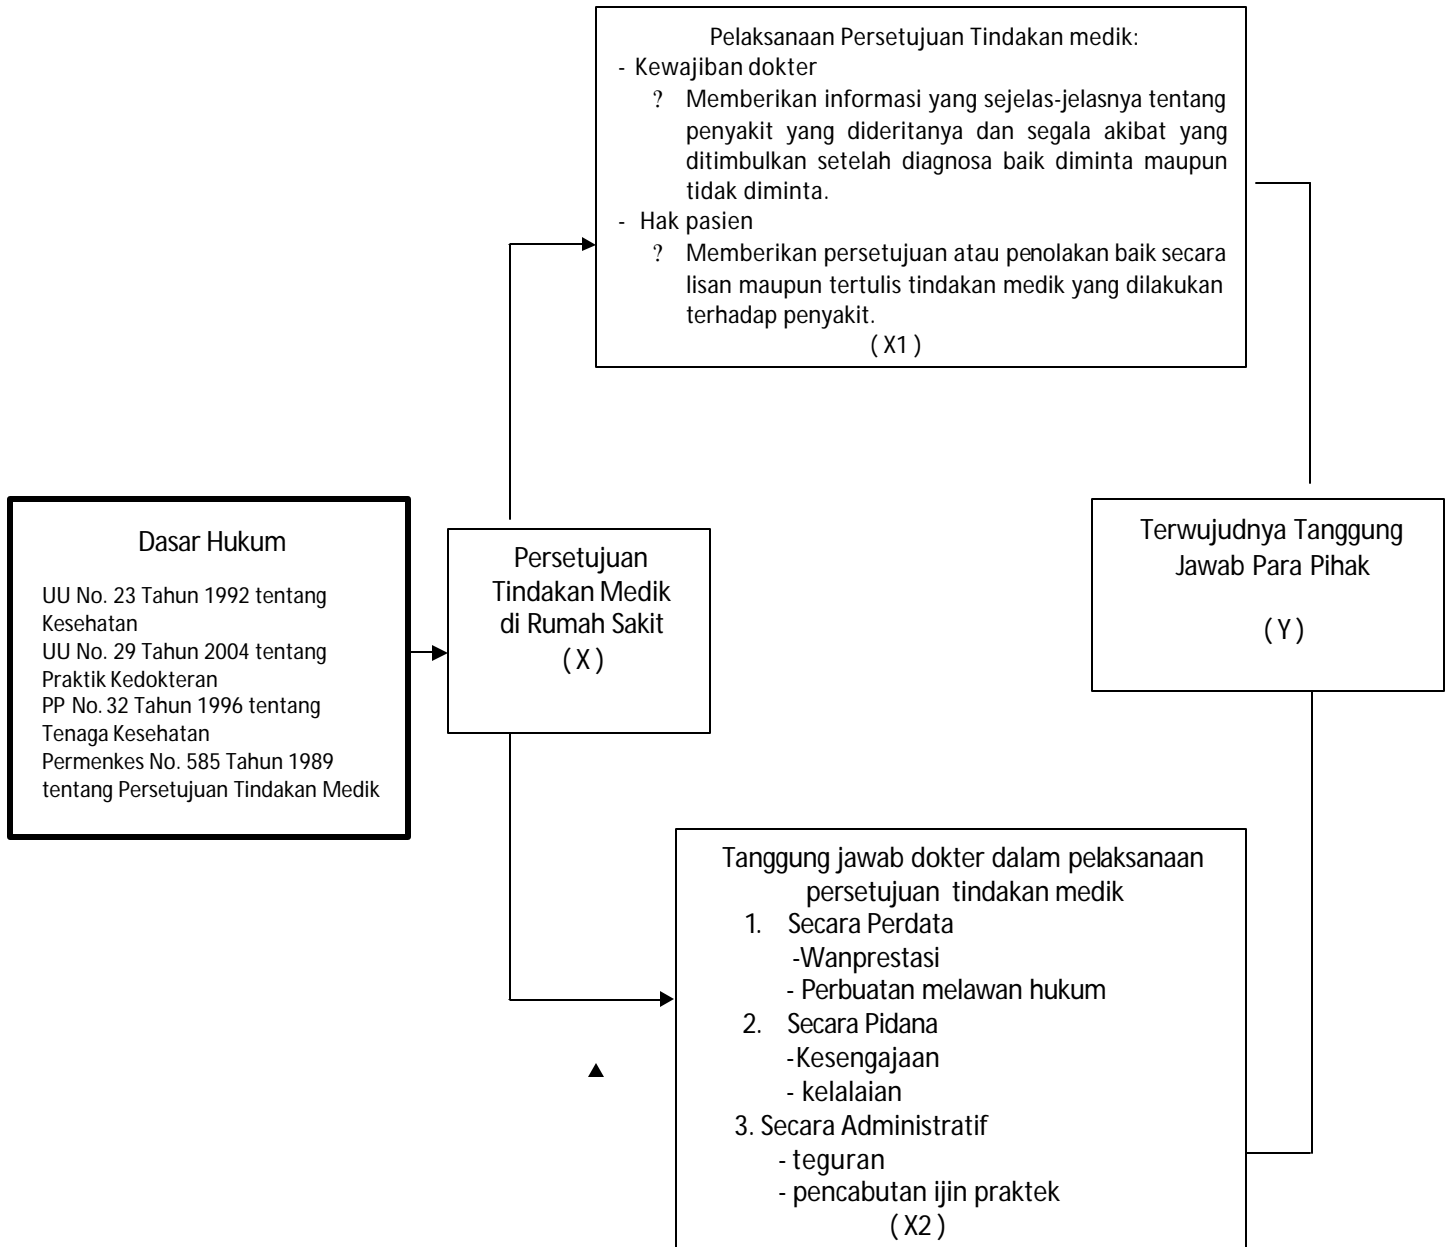 Pelaksanaan Persetujuan Tindakan medik:
- Kewajiban dokter
? Memberikan informasi yang sejelas-jelasnya tentang
penyakit yang dideritanya dan segala akibat yang
ditimbulkan setelah diagnosa baik diminta maupun
tidak diminta.
- Hak pasien
? Memberikan persetujuan atau penolakan baik secara
lisan maupun tertulis tindakan medik yang dilakukan
terhadap penyakit.
( X1 )
Dasar Hukum
UU No. 23 Tahun 1992 tentang
Kesehatan
UU No. 29 Tahun 2004 tentang
Praktik Kedokteran
PP No. 32 Tahun 1996 tentang
Tenaga Kesehatan
Permenkes No. 585 Tahun 1989
tentang Persetujuan Tindakan Medik
Persetujuan
Tindakan Medik
di Rumah Sakit
( X )
Terwujudnya Tanggung
Jawab Para Pihak
( Y )
Tanggung jawab dokter dalam pelaksanaan
persetujuan tindakan medik
1. Secara Perdata
-Wanprestasi
- Perbuatan melawan hukum
2. Secara Pidana
-Kesengajaan
- kelalaian
3. Secara Administratif
- teguran
- pencabutan ijin praktek
( X2 )